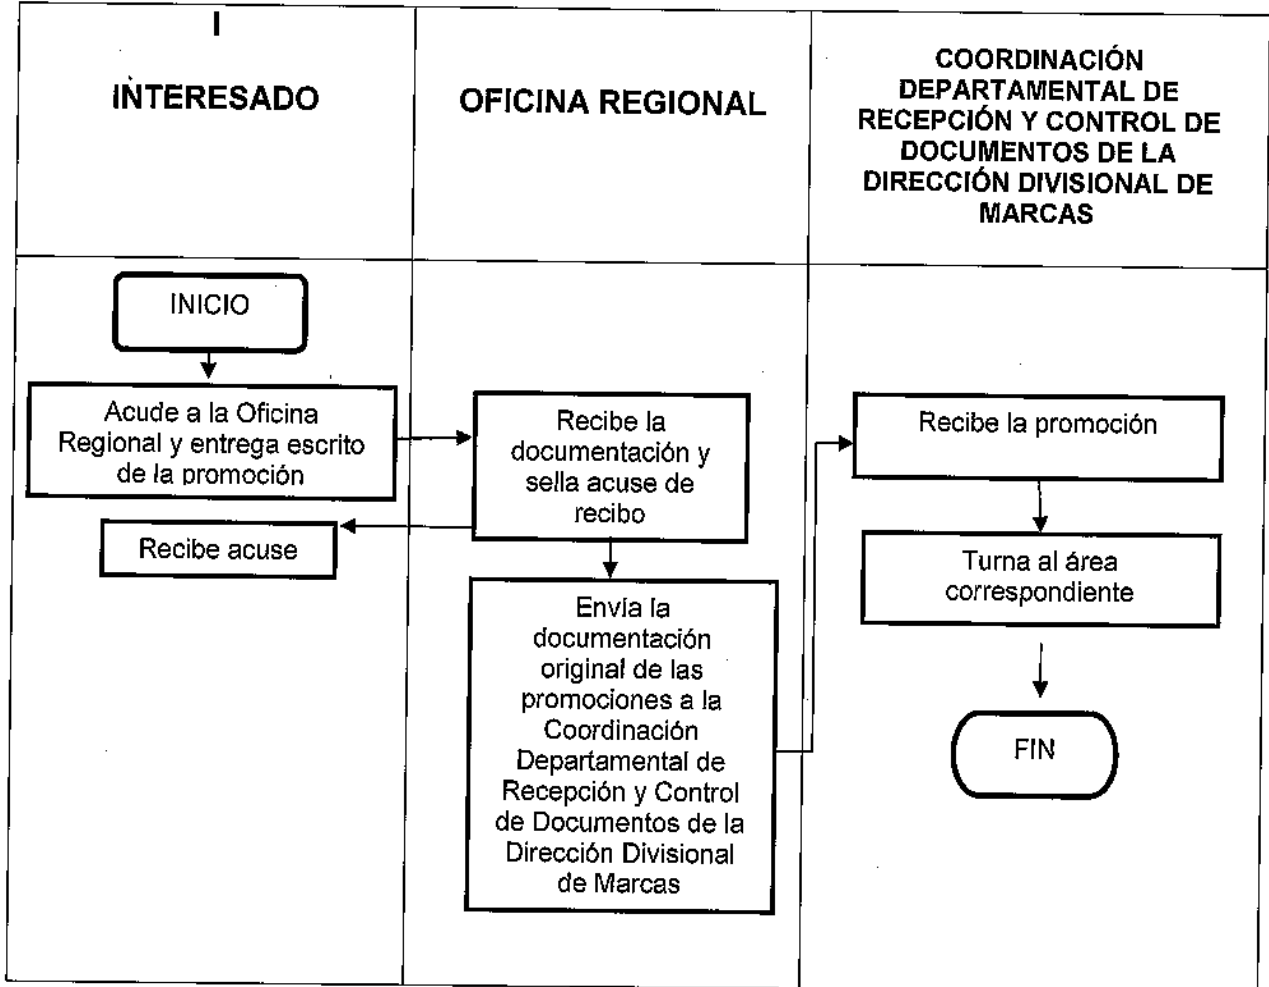 INTERESADO
OFICINA REGIONAL
COORDINACIÓN
DEPARTAMENTAL DE
RECEPCIÓN Y CONTROL DE
DOCUMENTOS DE LA
DIRECCIÓN DIVISIONAL DE
MARCAS
INICIO
Acude a la Oficina
Regional y entrega escrito
de la promoción
Recibe la
documentación y
sella acuse de
recibo
Recibe acuse
Envía la
documentación
original de las
promociones a la
Coordinación
Departamental de
Recepción y Control
de Documentos de la
Dirección Divisional
de Marcas
Recibe la promoción
Turna al área
correspondiente
FIN